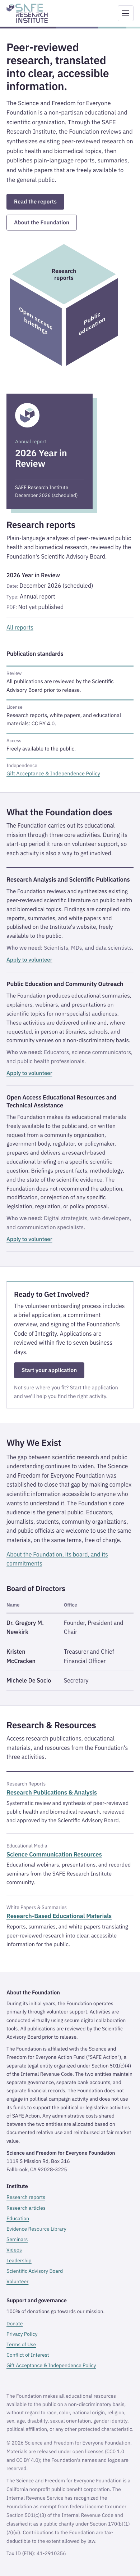 SAFE
RESEARCH
INSTITUTE
Peer-reviewed
research, translated
into clear, accessible
information.
The Science and Freedom for Everyone
Foundation is a non-partisan educational and
scientific organization. Through the SAFE
Research Institute, the Foundation reviews and
synthesizes existing peer-reviewed research on
public health and biomedical topics, then
publishes plain-language reports, summaries,
and white papers that are freely available to
the general public.
Read the reports
About the Foundation
Research
reports
Open access
briefings
Public
education
Annual report
2026 Year in
Review
SAFE Research Institute
December 2026 (scheduled)
Research reports
Plain-language analyses of peer-reviewed public
health and biomedical research, reviewed by the
Foundation's Scientific Advisory Board.
2026 Year in Review
Date: December 2026 (scheduled)
Type: Annual report
PDF: Not yet published
All reports
Publication standards
Review
All publications are reviewed by the Scientific
Advisory Board prior to release.
License
Research reports, white papers, and educational
materials: CC BY 4.0.
Access
Freely available to the public.
Independence
Gift Acceptance & Independence Policy
What the Foundation does
The Foundation carries out its educational
programs through three core activities. During its
start-up period it runs on volunteer support, so
each activity is also a way to get involved.
Research Analysis and Scientific Publications
The Foundation reviews and synthesizes existing
peer-reviewed scientific literature on public health
and biomedical topics. Findings are compiled into
reports, summaries, and white papers and
published on the Institute's website, freely
available to the public.
Who we need: Scientists, MDs, and data scientists.
Apply to volunteer
Public Education and Community Outreach
The Foundation produces educational summaries,
explainers, webinars, and presentations on
scientific topics for non-specialist audiences.
These activities are delivered online and, where
requested, in person at libraries, schools, and
community venues on a non-discriminatory basis.
Who we need: Educators, science communicators,
and public health professionals.
Apply to volunteer
Open Access Educational Resources and
Technical Assistance
The Foundation makes its educational materials
freely available to the public and, on written
request from a community organization,
government body, regulator, or policymaker,
prepares and delivers a research-based
educational briefing on a specific scientific
question. Briefings present facts, methodology,
and the state of the scientific evidence. The
Foundation does not recommend the adoption,
modification, or rejection of any specific
legislation, regulation, or policy proposal.
Who we need: Digital strategists, web developers,
and communication specialists.
Apply to volunteer
Ready to Get Involved?
The volunteer onboarding process includes
a brief application, a commitment
overview, and signing of the Foundation's
Code of Integrity. Applications are
reviewed within five to seven business
days.
Start your application
Not sure where you fit? Start the application
and we'll help you find the right activity.
Why We Exist
The gap between scientific research and public
understanding continues to widen. The Science
and Freedom for Everyone Foundation was
established to close that gap by making complex
scientific information accessible to anyone who
wants to understand it. The Foundation's core
audience is the general public. Educators,
journalists, students, community organizations,
and public officials are welcome to use the same
materials, on the same terms, free of charge.
About the Foundation, its board, and its
commitments
Board of Directors
Name Office
Dr. Gregory M.
Newkirk
Founder, President and
Chair
Kristen
McCracken
Treasurer and Chief
Financial Officer
Michele De Socio Secretary
Research & Resources
Access research publications, educational
materials, and resources from the Foundation's
three activities.
Research Reports
Research Publications & Analysis
Systematic review and synthesis of peer-reviewed
public health and biomedical research, reviewed
and approved by the Scientific Advisory Board.
Educational Media
Science Communication Resources
Educational webinars, presentations, and recorded
seminars from the SAFE Research Institute
community.
White Papers & Summaries
Research-Based Educational Materials
Reports, summaries, and white papers translating
peer-reviewed research into clear, accessible
information for the public.
About the Foundation
During its initial years, the Foundation operates
primarily through volunteer support. Activities are
conducted virtually using secure digital collaboration
tools. All publications are reviewed by the Scientific
Advisory Board prior to release.
The Foundation is affiliated with the Science and
Freedom for Everyone Action Fund ("SAFE Action"), a
separate legal entity organized under Section 501(c)(4)
of the Internal Revenue Code. The two entities maintain
separate governance, separate bank accounts, and
separate financial records. The Foundation does not
engage in political campaign activity and does not use
its funds to support the political or legislative activities
of SAFE Action. Any administrative costs shared
between the two entities are allocated based on
documented relative use and reimbursed at fair market
value.
Science and Freedom for Everyone Foundation
1119 S Mission Rd, Box 316
Fallbrook, CA 92028-3225
Institute
Research reports
Research articles
Education
Evidence Resource Library
Seminars
Videos
Leadership
Scientific Advisory Board
Volunteer
Support and governance
100% of donations go towards our mission.
Donate
Privacy Policy
Terms of Use
Conflict of Interest
Gift Acceptance & Independence Policy
The Foundation makes all educational resources
available to the public on a non-discriminatory basis,
without regard to race, color, national origin, religion,
sex, age, disability, sexual orientation, gender identity,
political affiliation, or any other protected characteristic.
© 2026 Science and Freedom for Everyone Foundation.
Materials are released under open licenses (CC0 1.0
and CC BY 4.0); the Foundation's names and logos are
reserved.
The Science and Freedom for Everyone Foundation is a
California nonprofit public benefit corporation. The
Internal Revenue Service has recognized the
Foundation as exempt from federal income tax under
Section 501(c)(3) of the Internal Revenue Code and
classified it as a public charity under Section 170(b)(1)
(A)(vi). Contributions to the Foundation are tax-
deductible to the extent allowed by law.
Tax ID (EIN): 41-2910356